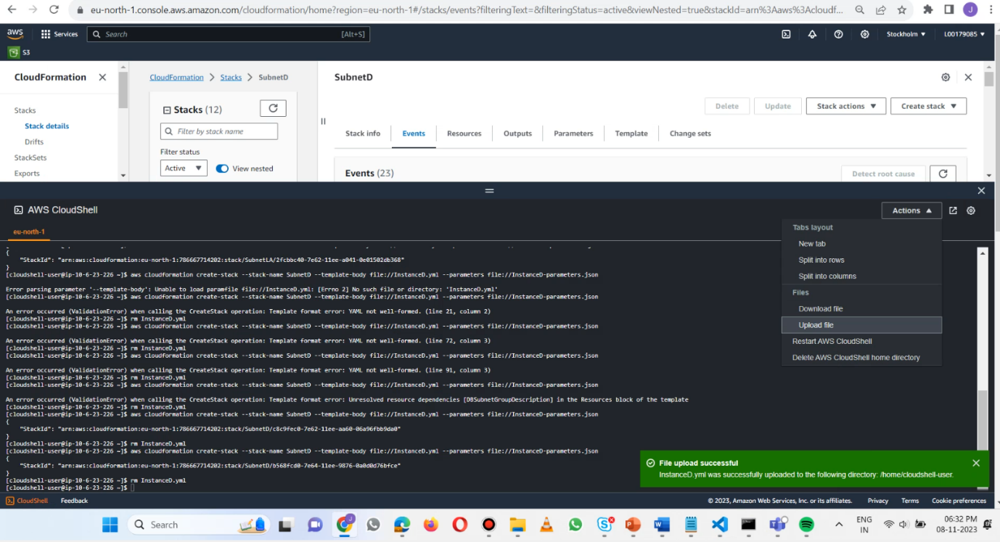 eu-north-1.console.aws.amazon.com/cloudformation/home?region=eu-north-1#/stacks/events?filteringText=&filteringStatus=active&viewNested=true&stackId=arn%3Aaws%3Acloudf...
J
aws
Services
Search
[Alt+S]
Stockholm ▼
L00179085 ▼
S3
CloudFormation
Stacks
Stack details
Drifts
StackSets
Exports
CloudFormation > Stacks > SubnetD
Stacks (12)
Filter by stack name
Filter status
Active ▼
View nested
SubnetD
Delete
Update
Stack actions ▼
Create stack ▼
Stack info
Events
Resources
Outputs
Parameters
Template
Change sets
Events (23)
Detect root cause
AWS CloudShell
Actions ▲
eu-north-1
Tabs layout
New tab
Split into rows
Split into columns
Files
Download file
Upload file
Restart AWS CloudShell
Delete AWS CloudShell home directory
{
"StackId": "arn:aws:cloudformation:eu-north-1:786667714202:stack/SubnetLA/2fcbbc40-7e62-11ee-a041-0e01502db368"
}
[cloudshell-user@ip-10-6-23-226 ~]$ aws cloudformation create-stack --stack-name SubnetD --template-body file://InstanceD.yml --parameters file://InstanceD-parameters.json
Error parsing parameter '--template-body': Unable to load paramfile file://InstanceD.yml: [Errno 2] No such file or directory: 'InstanceD.yml'
[cloudshell-user@ip-10-6-23-226 ~]$ aws cloudformation create-stack --stack-name SubnetD --template-body file://InstanceD.yml --parameters file://InstanceD-parameters.json
An error occurred (ValidationError) when calling the CreateStack operation: Template format error: YAML not well-formed. (line 21, column 2)
[cloudshell-user@ip-10-6-23-226 ~]$ rm InstanceD.yml
[cloudshell-user@ip-10-6-23-226 ~]$ aws cloudformation create-stack --stack-name SubnetD --template-body file://InstanceD.yml --parameters file://InstanceD-parameters.json
An error occurred (ValidationError) when calling the CreateStack operation: Template format error: YAML not well-formed. (line 72, column 3)
[cloudshell-user@ip-10-6-23-226 ~]$ rm InstanceD.yml
[cloudshell-user@ip-10-6-23-226 ~]$ aws cloudformation create-stack --stack-name SubnetD --template-body file://InstanceD.yml --parameters file://InstanceD-parameters.json
An error occurred (ValidationError) when calling the CreateStack operation: Template format error: YAML not well-formed. (line 91, column 3)
[cloudshell-user@ip-10-6-23-226 ~]$ rm InstanceD.yml
[cloudshell-user@ip-10-6-23-226 ~]$ aws cloudformation create-stack --stack-name SubnetD --template-body file://InstanceD.yml --parameters file://InstanceD-parameters.json
An error occurred (ValidationError) when calling the CreateStack operation: Template format error: Unresolved resource dependencies [DBSubnetGroupDescription] in the Resources block of the template
[cloudshell-user@ip-10-6-23-226 ~]$ rm InstanceD.yml
[cloudshell-user@ip-10-6-23-226 ~]$ aws cloudformation create-stack --stack-name SubnetD --template-body file://InstanceD.yml --parameters file://InstanceD-parameters.json
{
"StackId": "arn:aws:cloudformation:eu-north-1:786667714202:stack/SubnetD/c8c9fec0-7e62-11ee-aa60-06a96fbb9da0"
}
[cloudshell-user@ip-10-6-23-226 ~]$ rm InstanceD.yml
[cloudshell-user@ip-10-6-23-226 ~]$ aws cloudformation create-stack --stack-name SubnetD --template-body file://InstanceD.yml --parameters file://InstanceD-parameters.json
{
"StackId": "arn:aws:cloudformation:eu-north-1:786667714202:stack/SubnetD/b568fcd0-7e64-11ee-9876-0a0d0d76bfce"
}
[cloudshell-user@ip-10-6-23-226 ~]$ rm InstanceD.yml
[cloudshell-user@ip-10-6-23-226 ~]$
File upload successful
InstanceD.yml was successfully uploaded to the following directory: /home/cloudshell-user.
CloudShell
Feedback
© 2023, Amazon Web Services, Inc. or its affiliates.
Privacy
Terms
Cookie preferences
Search
ENG
IN
06:32 PM
08-11-2023